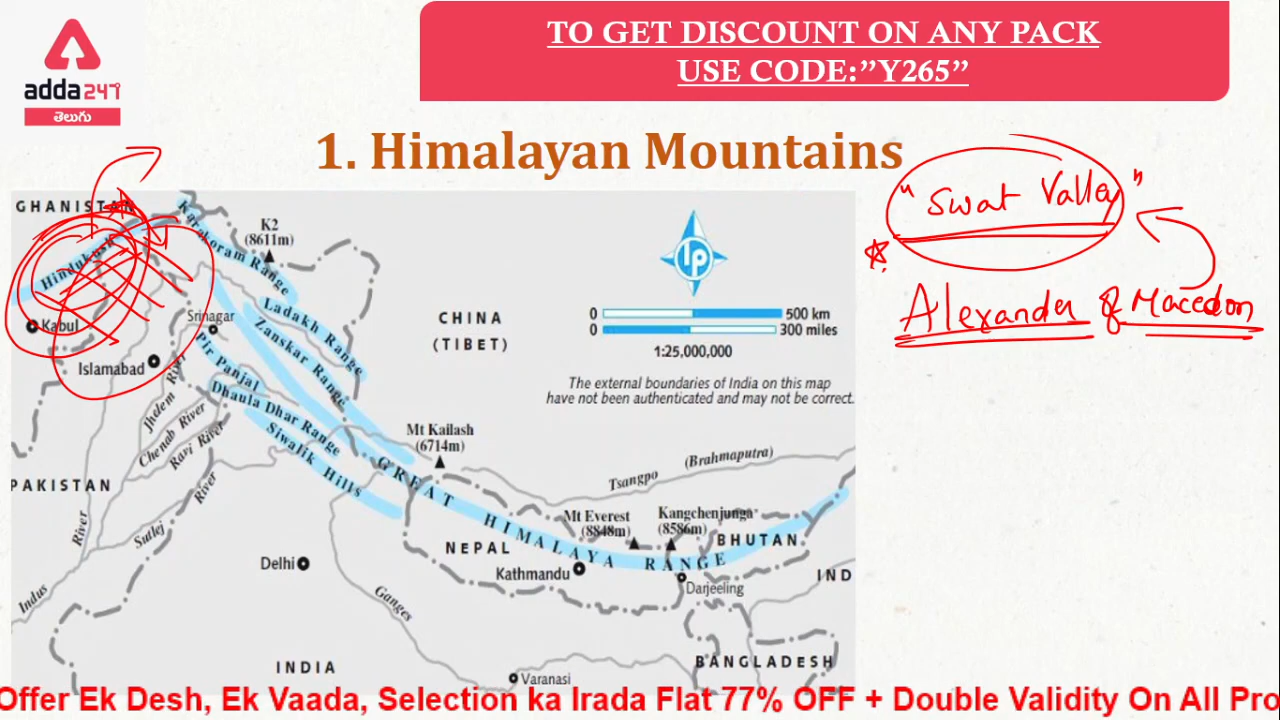 adda247
తెలుగు
TO GET DISCOUNT ON ANY PACK
USE CODE:”Y265”
1. Himalayan Mountains
"Swat Valley"
Alexander of Macedon
GHANISTAN
Hindukush
Kabul
Karakoram Range
K2
(8611m)
Ladakh Range
Zanskar Range
Srinagar
Islamabad
Pir Panjal
Dhaula Dhar Range
Siwalik Hills
Jhelem River
Chenab River
Ravi River
Sutlej River
Indus River
PAKISTAN
CHINA
(TIBET)
lp
0 500 km
0 300 miles
1:25,000,000
The external boundaries of India on this map
have not been authenticated and may not be correct.
Mt Kailash
(6714m)
GREAT HIMALAYA RANGE
Tsangpo (Brahmaputra)
Mt Everest
(8848m)
Kangchenjunga
(8586m)
NEPAL
BHUTAN
Kathmandu
Darjeeling
IND
Delhi
Ganges
INDIA
Varanasi
BANGLADESH
Offer Ek Desh, Ek Vaada, Selection ka Irada Flat 77% OFF + Double Validity On All Pro